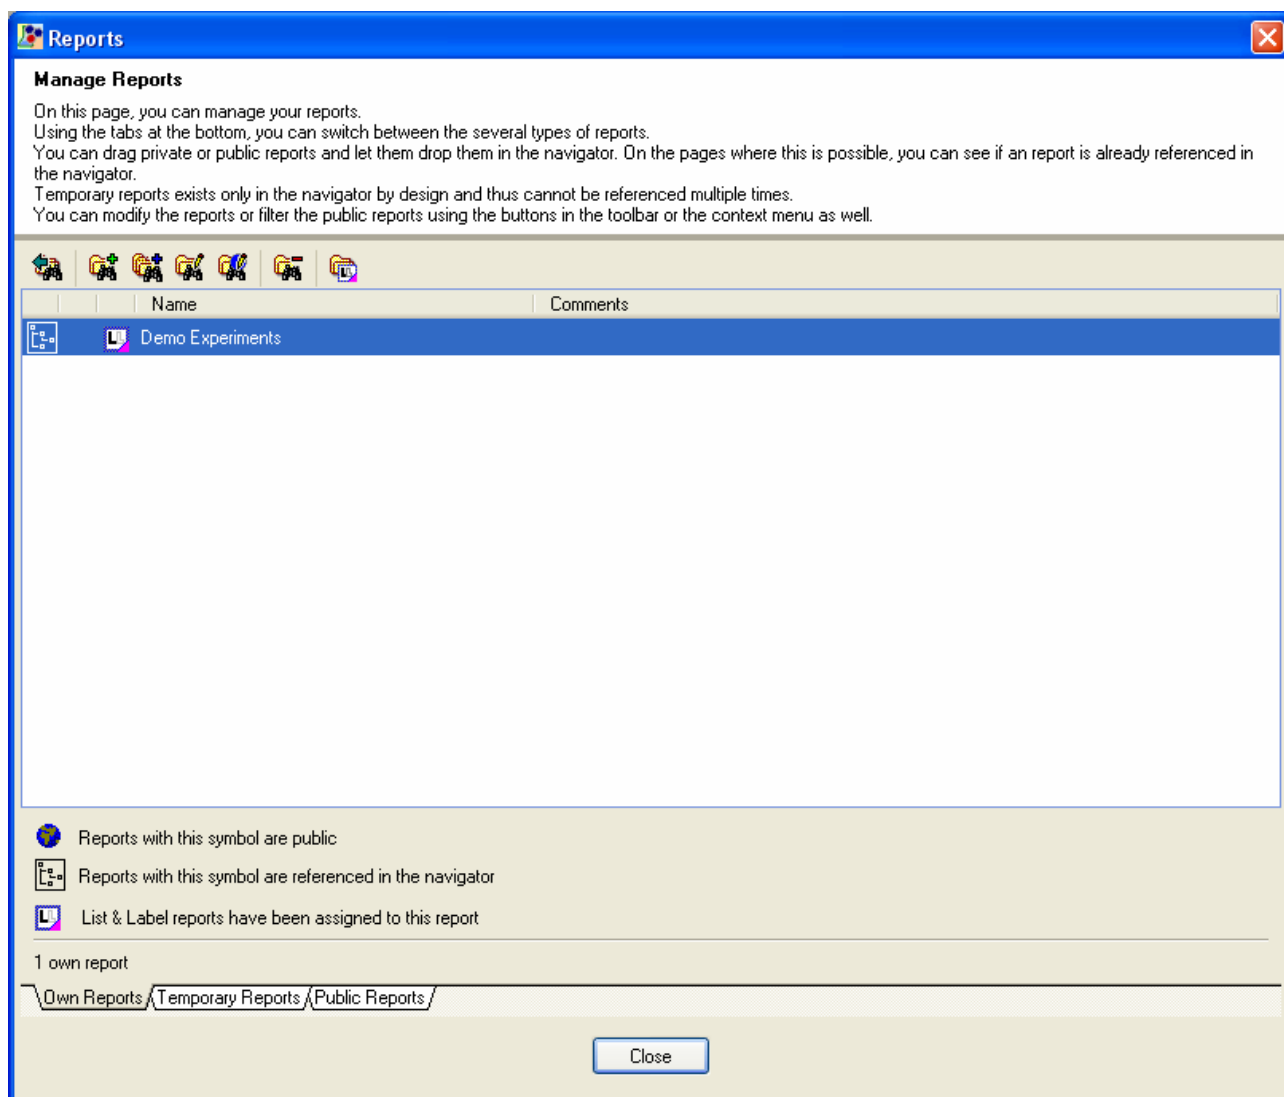 Reports
Manage Reports
On this page, you can manage your reports.
Using the tabs at the bottom, you can switch between the several types of reports.
You can drag private or public reports and let them drop them in the navigator. On the pages where this is possible, you can see if an report is already referenced in
the navigator.
Temporary reports exists only in the navigator by design and thus cannot be referenced multiple times.
You can modify the reports or filter the public reports using the buttons in the toolbar or the context menu as well.
Name Comments
Demo Experiments
Reports with this symbol are public
Reports with this symbol are referenced in the navigator
List & Label reports have been assigned to this report
1 own report
Own Reports Temporary Reports Public Reports
Close